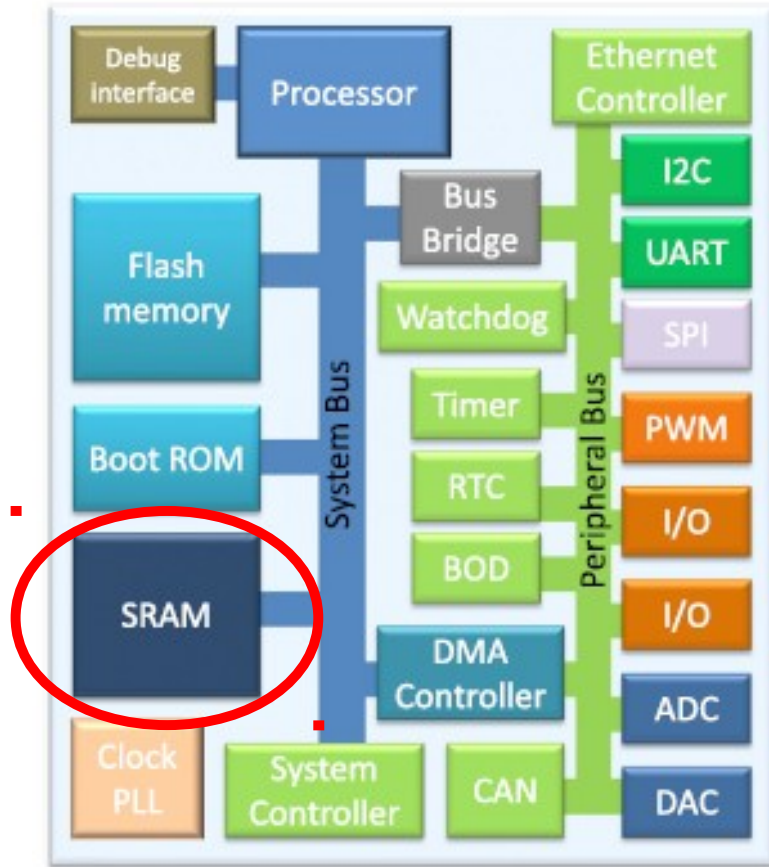 Debug
interface
Processor
Ethernet
Controller
I2C
Bus
Bridge
UART
Flash
memory
Watchdog
SPI
System Bus
Timer
Peripheral Bus
PWM
Boot ROM
RTC
I/O
SRAM
BOD
I/O
DMA
Controller
ADC
Clock
PLL
System
Controller
CAN
DAC